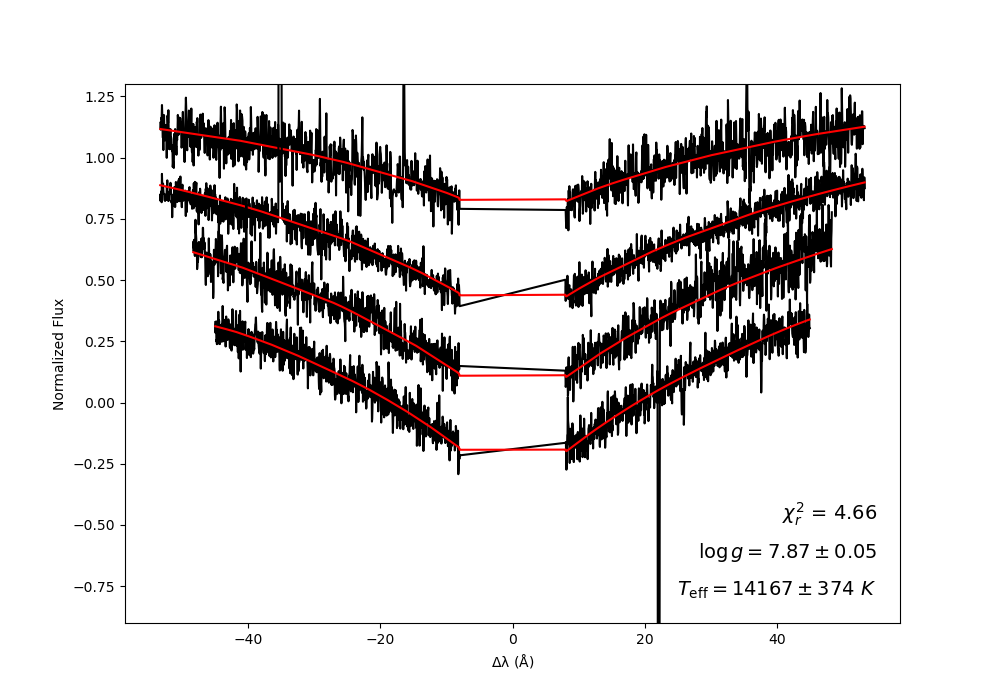 1.25
1.00
0.75
0.50
0.25
0.00
−0.25
−0.50
−0.75
Normalized Flux
χ²ᵣ = 4.66
log g = 7.87 ± 0.05
T_eff = 14167 ± 374 K
−40 −20 0 20 40
Δλ (Å)